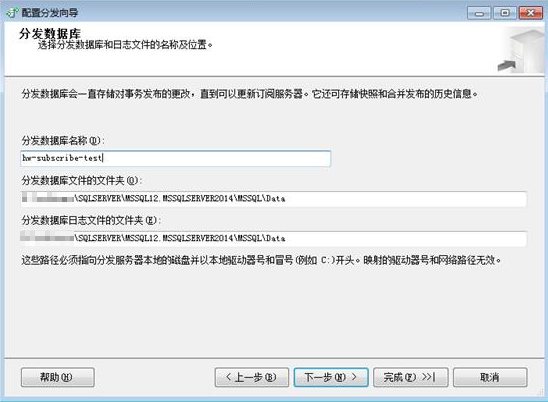 配置分发向导
分发数据库
选择分发数据库和日志文件的名称及位置。
分发数据库会一直存储对事务发布的更改，直到可以更新订阅服务器。它还可存储快照和合并发布的历史信息。
分发数据库名称(D):
hw-subscribe-test
分发数据库文件的文件夹(O):
\SQLSERVER\MSSQL12.MSSQLSERVER2014\MSSQL\Data
分发数据库日志文件的文件夹(E):
\SQLSERVER\MSSQL12.MSSQLSERVER2014\MSSQL\Data
这些路径必须指向分发服务器本地的磁盘并以本地驱动器号和冒号(例如 C:)开头。映射的驱动器号和网络路径无效。
帮助(H) < 上一步(B) 下一步(N) > 完成(F) >>| 取消